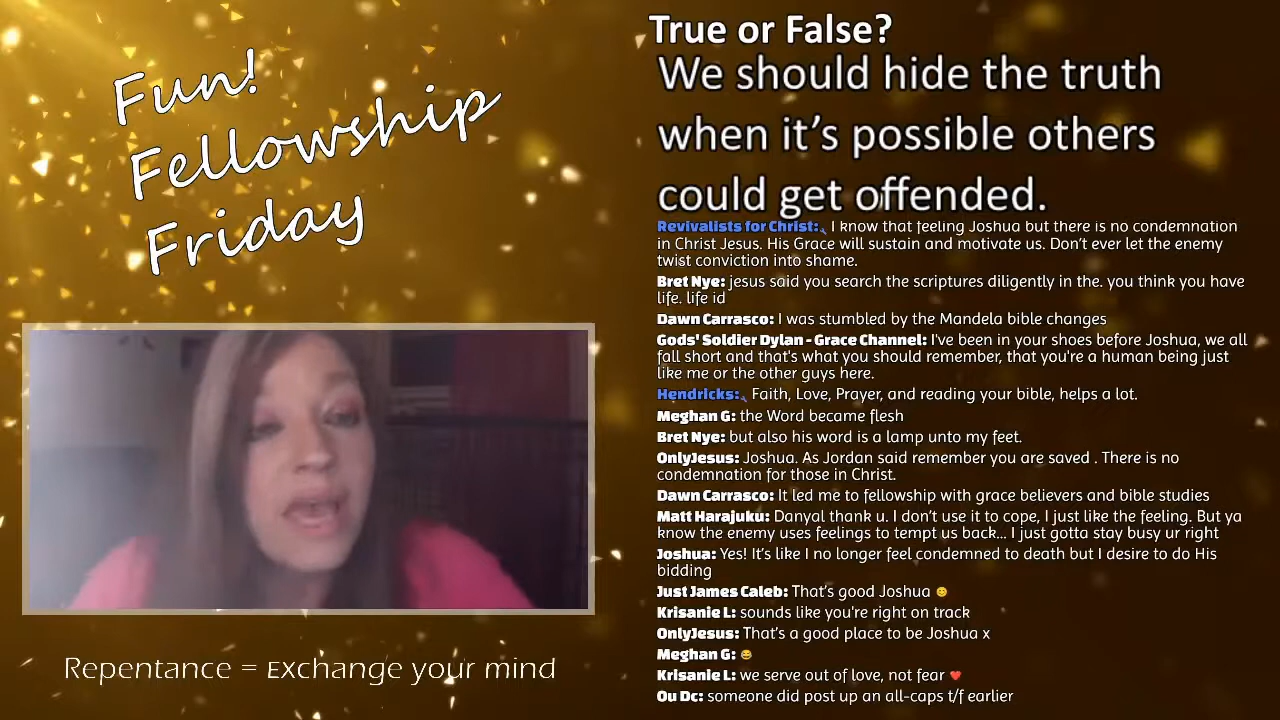 Fun!
Fellowship
Friday
Repentance = Exchange your mind
True or False?
We should hide the truth
when it's possible others
could get offended.
Revivalists for Christ: I know that feeling Joshua but there is no condemnation
in Christ Jesus. His Grace will sustain and motivate us. Don't ever let the enemy
twist conviction into shame.
Bret Nye: jesus said you search the scriptures diligently in the. you think you have
life. life id
Dawn Carrasco: I was stumbled by the Mandela bible changes
Gods' Soldier Dylan - Grace Channel: I've been in your shoes before Joshua, we all
fall short and that's what you should remember, that you're a human being just
like me or the other guys here.
Hendricks: Faith, Love, Prayer, and reading your bible, helps a lot.
Meghan G: the Word became flesh
Bret Nye: but also his word is a lamp unto my feet.
OnlyJesus: Joshua. As Jordan said remember you are saved . There is no
condemnation for those in Christ.
Dawn Carrasco: It led me to fellowship with grace believers and bible studies
Matt Harajuku: Danyal thank u. I don't use it to cope, I just like the feeling. But ya
know the enemy uses feelings to tempt us back... I just gotta stay busy ur right
Joshua: Yes! It's like I no longer feel condemned to death but I desire to do His
bidding
Just James Caleb: That's good Joshua 😊
Krisanie L: sounds like you're right on track
OnlyJesus: That's a good place to be Joshua x
Meghan G: 😂
Krisanie L: we serve out of love, not fear ❤️
Ou Dc: someone did post up an all-caps t/f earlier